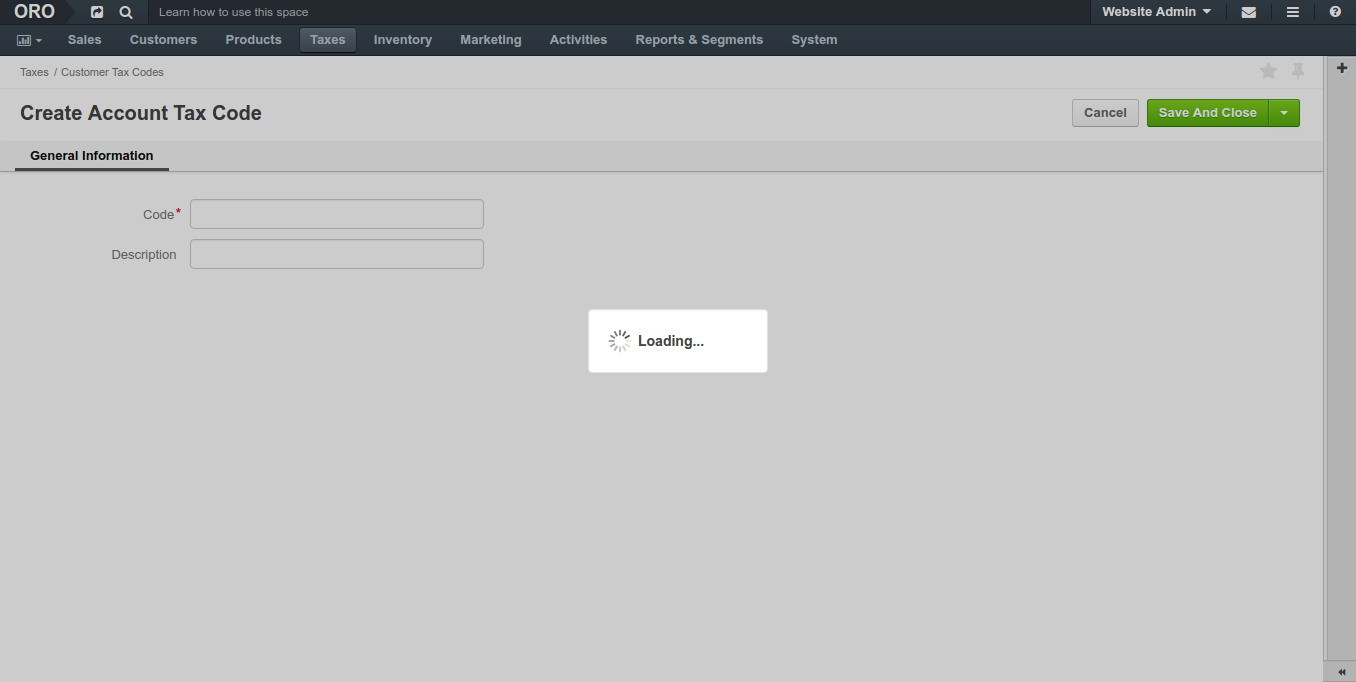 ORO Learn how to use this space Website Admin
Sales Customers Products Taxes Inventory Marketing Activities Reports & Segments System
Taxes / Customer Tax Codes
Create Account Tax Code Cancel Save And Close
General Information
Code*
Description
Loading...